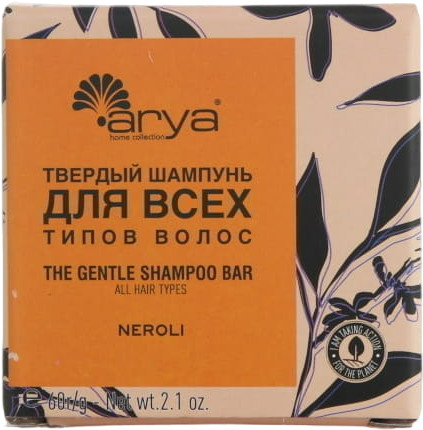 arya®
home collection
ТВЕРДЫЙ ШАМПУНЬ
ДЛЯ ВСЕХ
ТИПОВ ВОЛОС
THE GENTLE SHAMPOO BAR
ALL HAIR TYPES
NEROLI
I AM TAKING ACTION
FOR THE PLANET
℮ 60г/g - Net wt.2.1 oz.